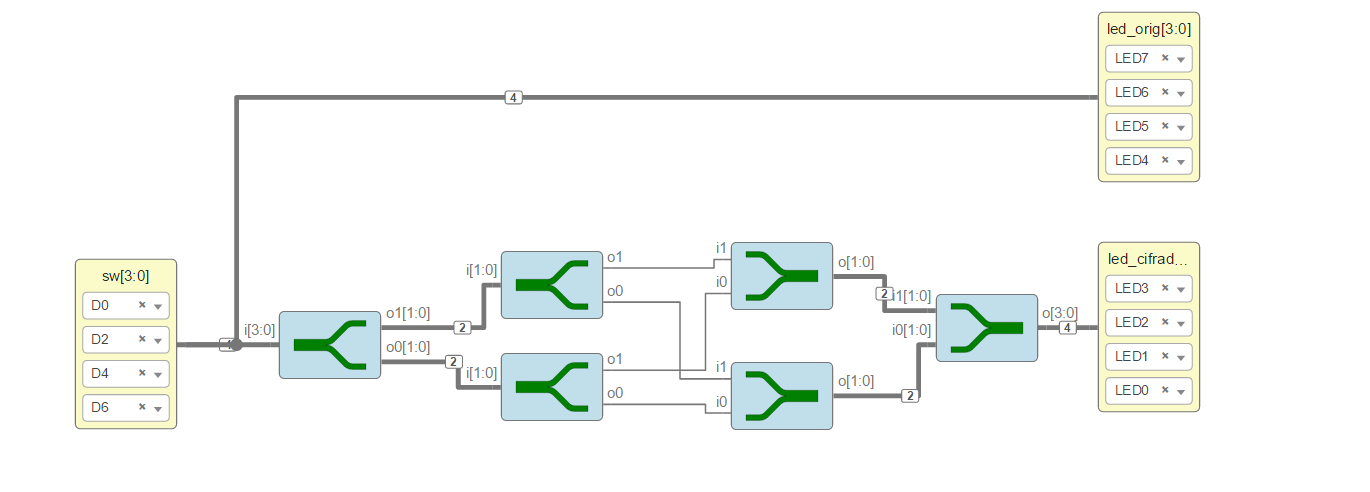 led_orig[3:0]
LED7
LED6
LED5
LED4
4
sw[3:0]
D0
D2
D4
D6
i[3:0]
o1[1:0]
2
o0[1:0]
2
i[1:0]
o1
o0
i[1:0]
o1
o0
i1
i0
o[1:0]
2
i1
i0
o[1:0]
2
i1[1:0]
i0[1:0]
o[3:0]
4
led_cifrad...
LED3
LED2
LED1
LED0